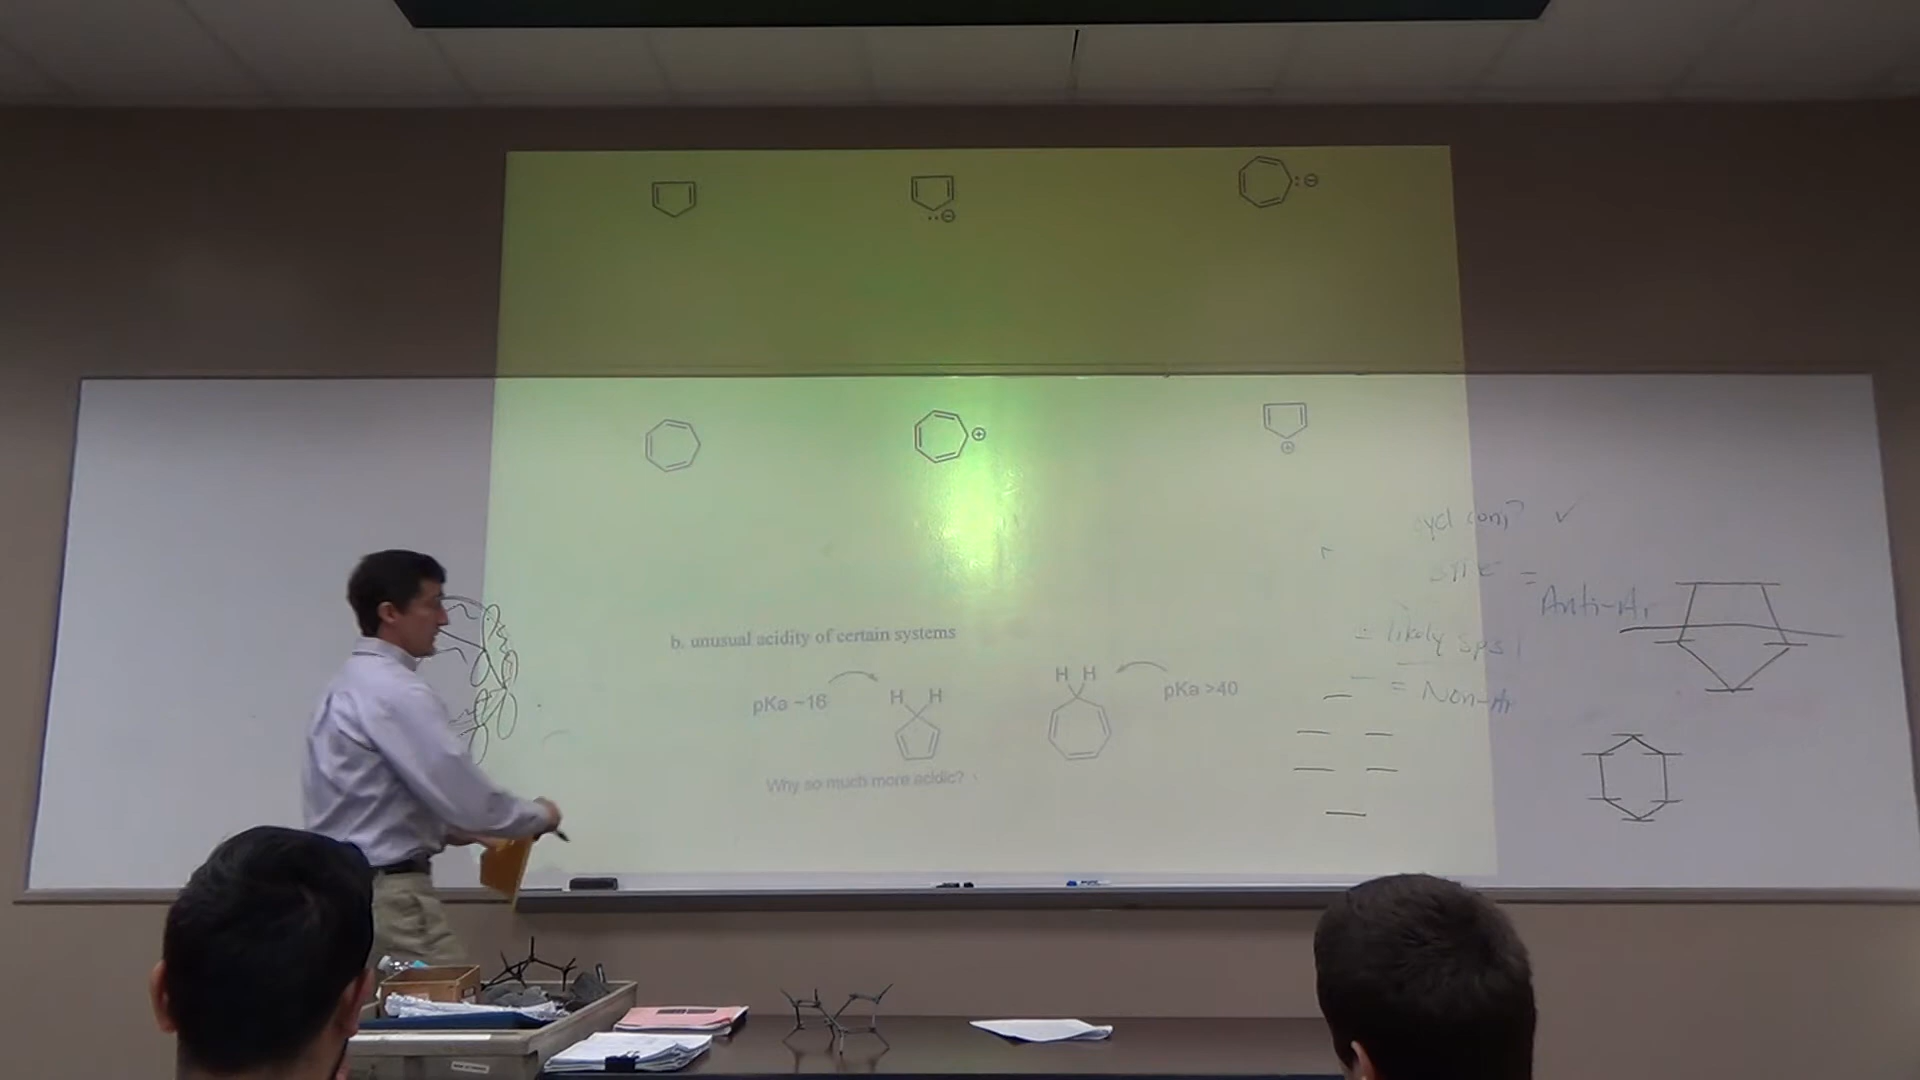 cycl conj? ✓
=
Anti-Ar
= likely sps
= Non-Ar
b. unusual acidity of certain systems
pKa ~16
H H
H H
pKa >40
Why so much more acidic?